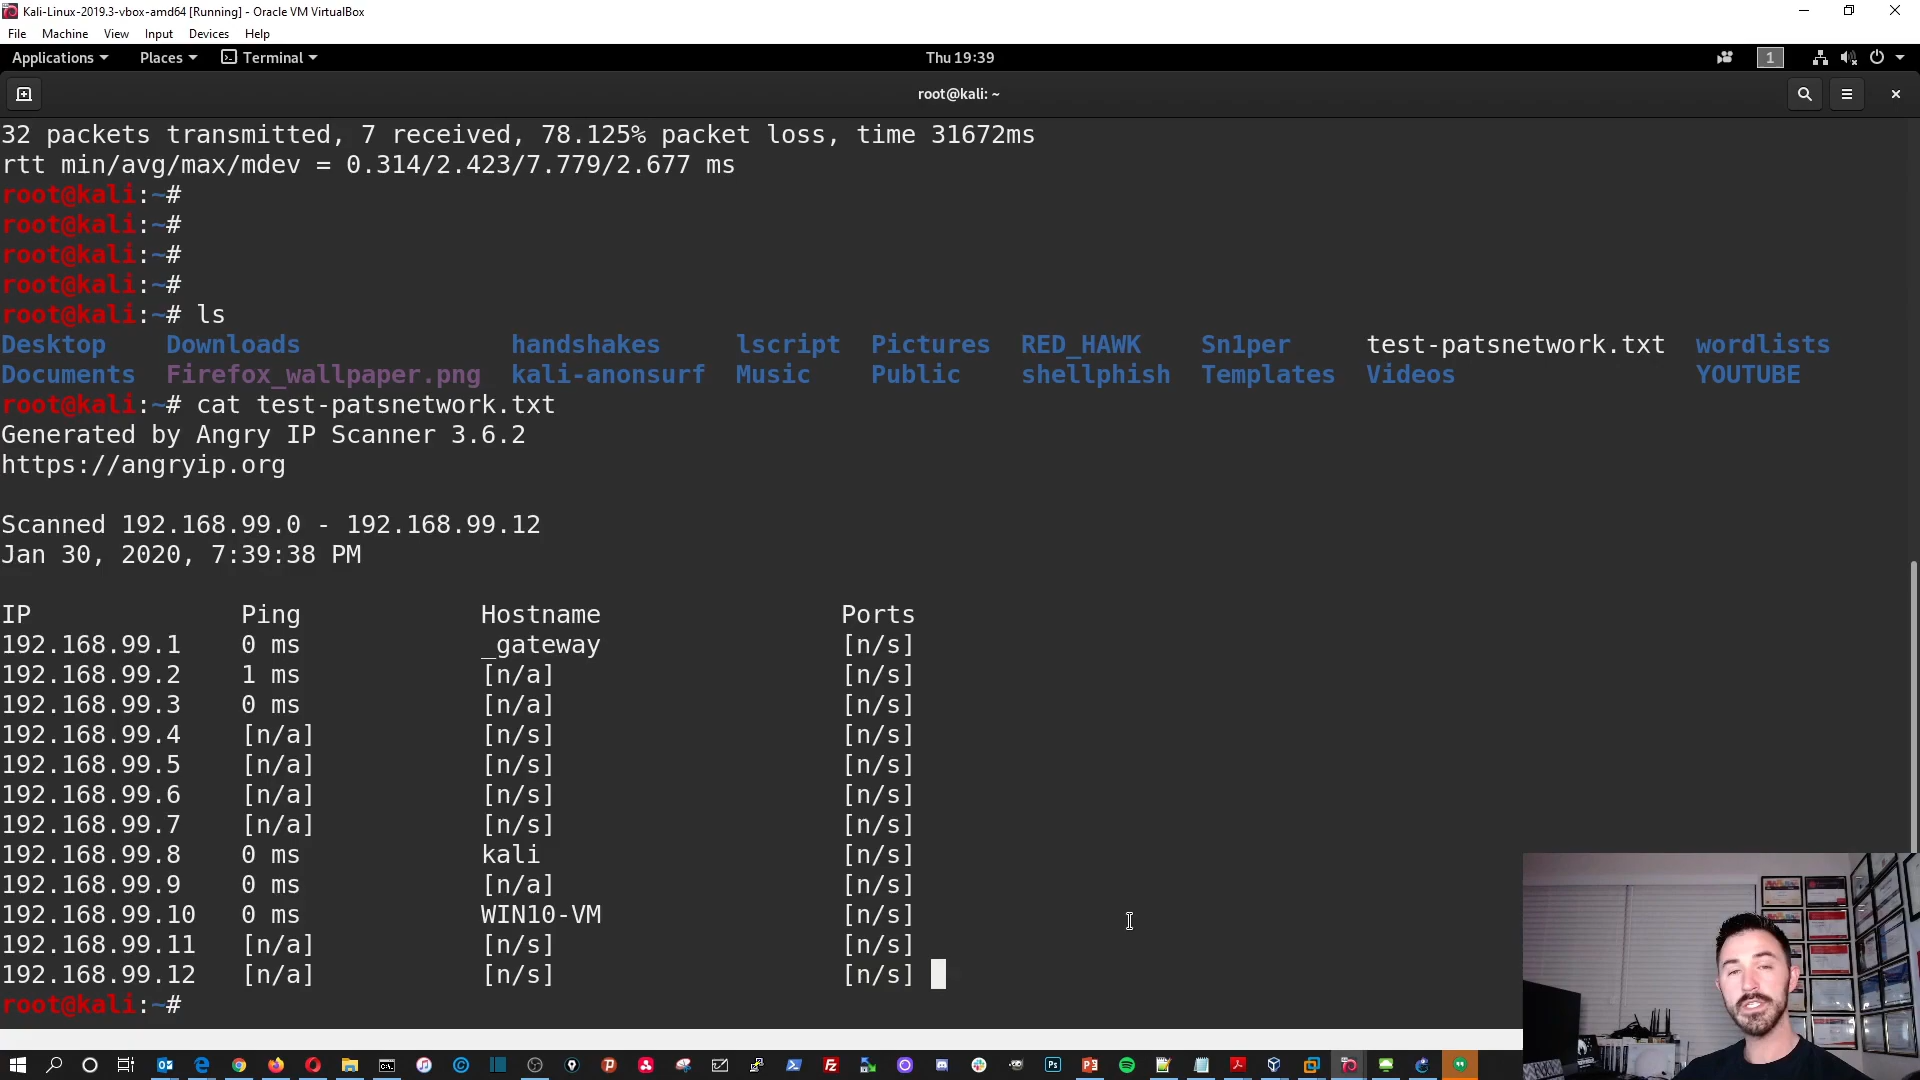 Kali-Linux-2019.3-vbox-amd64 [Running] - Oracle VM VirtualBox
File Machine View Input Devices Help
Applications Places Terminal Thu 19:39 1
root@kali: ~
32 packets transmitted, 7 received, 78.125% packet loss, time 31672ms
rtt min/avg/max/mdev = 0.314/2.423/7.779/2.677 ms
root@kali:~#
root@kali:~#
root@kali:~#
root@kali:~#
root@kali:~# ls
Desktop Downloads handshakes lscript Pictures RED_HAWK Sn1per test-patsnetwork.txt wordlists
Documents Firefox_wallpaper.png kali-anonsurf Music Public shellphish Templates Videos YOUTUBE
root@kali:~# cat test-patsnetwork.txt
Generated by Angry IP Scanner 3.6.2
https://angryip.org
Scanned 192.168.99.0 - 192.168.99.12
Jan 30, 2020, 7:39:38 PM
IP Ping Hostname Ports
192.168.99.1 0 ms _gateway [n/s]
192.168.99.2 1 ms [n/a] [n/s]
192.168.99.3 0 ms [n/a] [n/s]
192.168.99.4 [n/a] [n/s] [n/s]
192.168.99.5 [n/a] [n/s] [n/s]
192.168.99.6 [n/a] [n/s] [n/s]
192.168.99.7 [n/a] [n/s] [n/s]
192.168.99.8 0 ms kali [n/s]
192.168.99.9 0 ms [n/a] [n/s]
192.168.99.10 0 ms WIN10-VM [n/s]
192.168.99.11 [n/a] [n/s] [n/s]
192.168.99.12 [n/a] [n/s] [n/s]
root@kali:~#